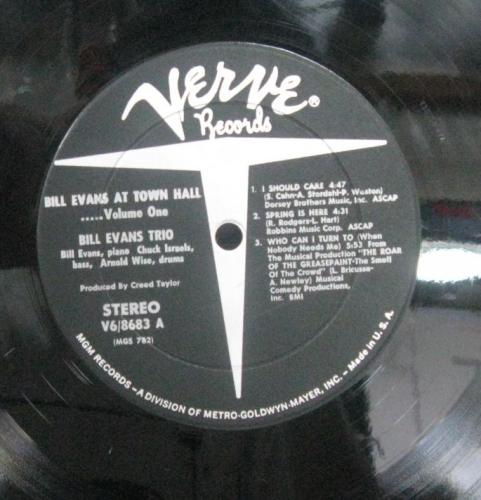 VERVE®
Records
BILL EVANS AT TOWN HALL
.....Volume One
BILL EVANS TRIO
Bill Evans, piano Chuck Israels,
bass, Arnold Wise, drums
Produced by Creed Taylor
STEREO
V6/8683 A
(MGS 782)
1. I SHOULD CARE 4:47
(S. Cahn-A. Stordahl-P. Weston)
Dorsey Brothers Music, Inc. ASCAP
2. SPRING IS HERE 4:31
(R. Rodgers-L. Hart)
Robbins Music Corp. ASCAP
3. WHO CAN I TURN TO (When
Nobody Needs Me) 5:53 From
The Musical Production "THE ROAR
OF THE GREASEPAINT-The Smell
Of The Crowd" (L. Bricusse-
A. Newley) Musical
Comedy Productions,
Inc. BMI
MGM RECORDS – A DIVISION OF METRO-GOLDWYN-MAYER, INC. – Made in U.S.A.